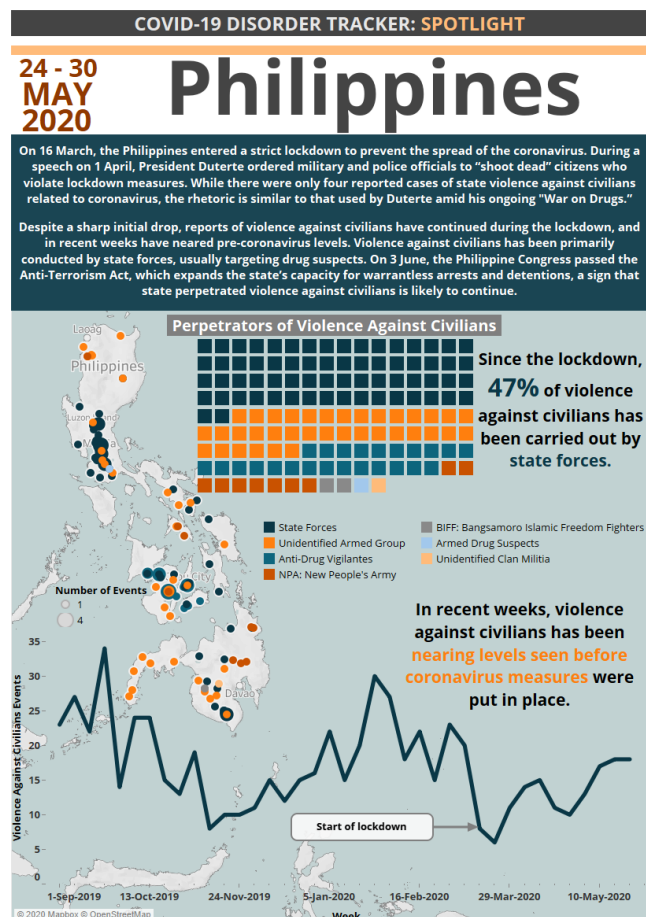 COVID-19 DISORDER TRACKER: SPOTLIGHT
24 - 30
MAY
2020
Philippines
On 16 March, the Philippines entered a strict lockdown to prevent the spread of the coronavirus. During a
speech on 1 April, President Duterte ordered military and police officials to “shoot dead” citizens who
violate lockdown measures. While there were only four reported cases of state violence against civilians
related to coronavirus, the rhetoric is similar to that used by Duterte amid his ongoing "War on Drugs.”
Despite a sharp initial drop, reports of violence against civilians have continued during the lockdown, and
in recent weeks have neared pre-coronavirus levels. Violence against civilians has been primarily
conducted by state forces, usually targeting drug suspects. On 3 June, the Philippine Congress passed the
Anti-Terrorism Act, which expands the state’s capacity for warrantless arrests and detentions, a sign that
state perpetrated violence against civilians is likely to continue.
Perpetrators of Violence Against Civilians
Laoag
Philippines
Since the lockdown,
47% of violence
against civilians has
been carried out by
state forces.
State Forces
Unidentified Armed Group
Anti-Drug Vigilantes
NPA: New People's Army
BIFF: Bangsamoro Islamic Freedom Fighters
Armed Drug Suspects
Unidentified Clan Militia
City
Number of Events
1
4
Davao
In recent weeks, violence
against civilians has been
nearing levels seen before
coronavirus measures were
put in place.
Violence Against Civilians Events
35
30
25
20
15
10
5
0
Start of lockdown
1-Sep-2019
13-Oct-2019
24-Nov-2019
5-Jan-2020
16-Feb-2020
29-Mar-2020
10-May-2020
Week
© 2020 Mapbox © OpenStreetMap